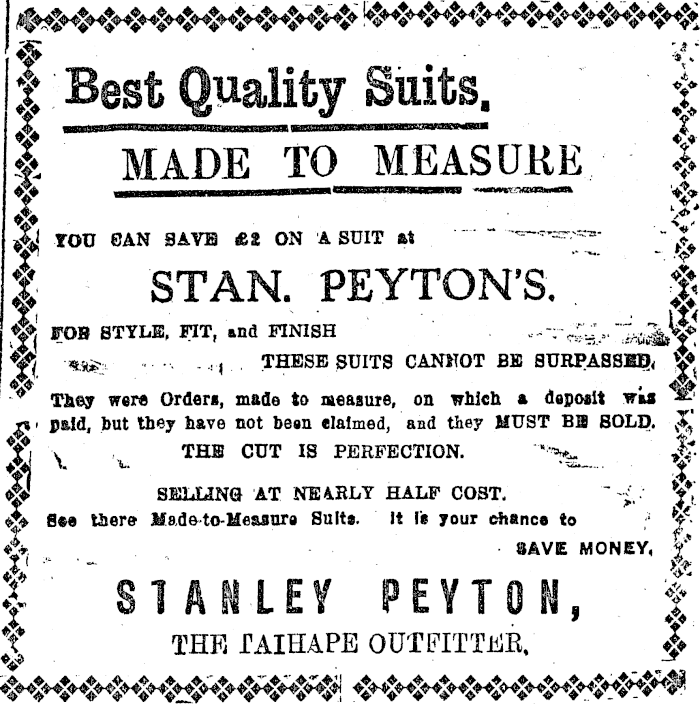 Best Quality Suits.
MADE TO MEASURE
YOU CAN SAVE £2 ON A SUIT at
STAN. PEYTON'S.
FOR STYLE, FIT, and FINISH
THESE SUITS CANNOT BE SURPASSED.
They were Orders, made to measure, on which a deposit was
paid, but they have not been claimed, and they MUST BE SOLD.
THE CUT IS PERFECTION.
SELLING AT NEARLY HALF COST.
See there Made-to-Measure Suits. It is your chance to
SAVE MONEY.
STANLEY PEYTON,
THE TAIHAPE OUTFITTER.